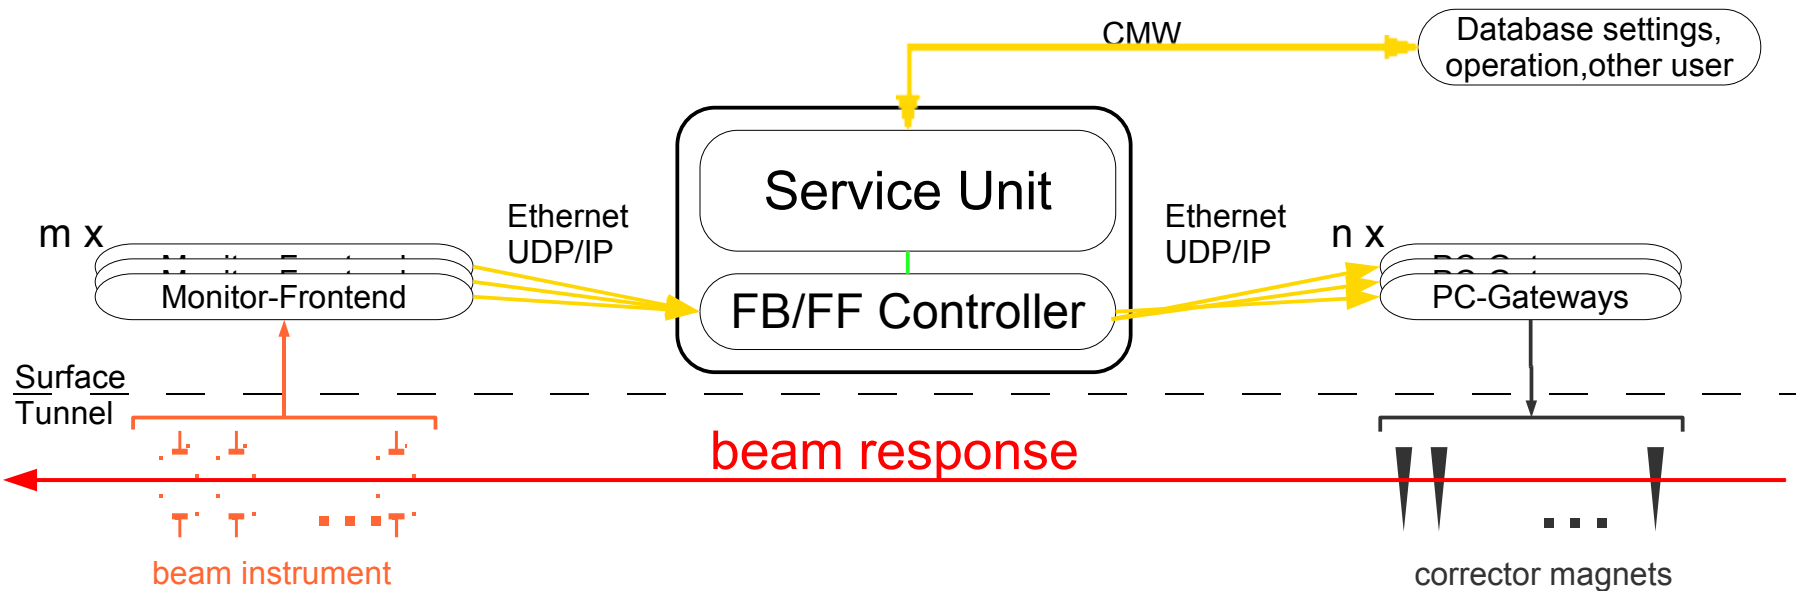 CMW
Database settings,
operation,other user
Service Unit
Ethernet
UDP/IP
Ethernet
UDP/IP
m x
n x
Monitor-Frontend
FB/FF Controller
PC-Gateways
Surface
Tunnel
beam response
beam instrument
corrector magnets